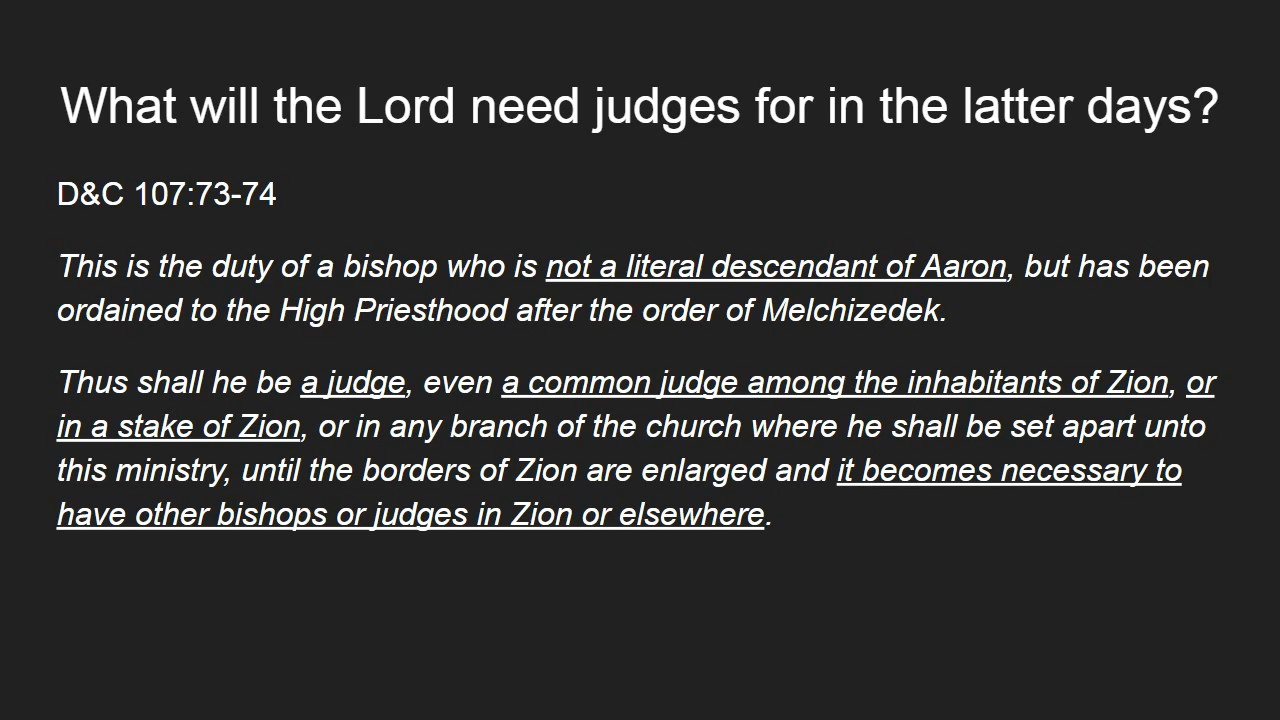 What will the Lord need judges for in the latter days?
D&C 107:73-74
This is the duty of a bishop who is not a literal descendant of Aaron, but has been
ordained to the High Priesthood after the order of Melchizedek.
Thus shall he be a judge, even a common judge among the inhabitants of Zion, or
in a stake of Zion, or in any branch of the church where he shall be set apart unto
this ministry, until the borders of Zion are enlarged and it becomes necessary to
have other bishops or judges in Zion or elsewhere.